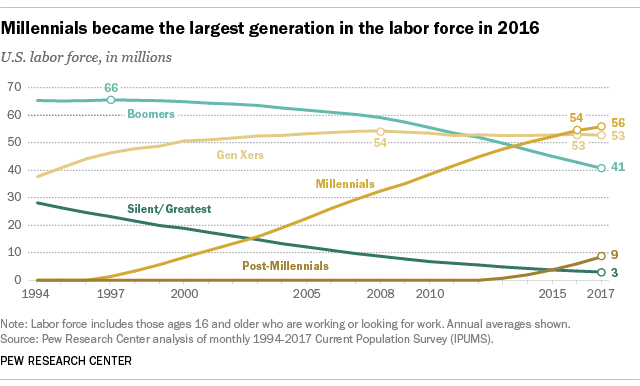 Millennials became the largest generation in the labor force in 2016
U.S. labor force, in millions
70
60
50
40
30
20
10
0
66
Boomers
Gen Xers
54
Millennials
Silent/Greatest
Post-Millennials
54
53
56
53
41
9
3
1994 1997 2000 2005 2008 2010 2015 2017
Note: Labor force includes those ages 16 and older who are working or looking for work. Annual averages shown.
Source: Pew Research Center analysis of monthly 1994-2017 Current Population Survey (IPUMS).
PEW RESEARCH CENTER